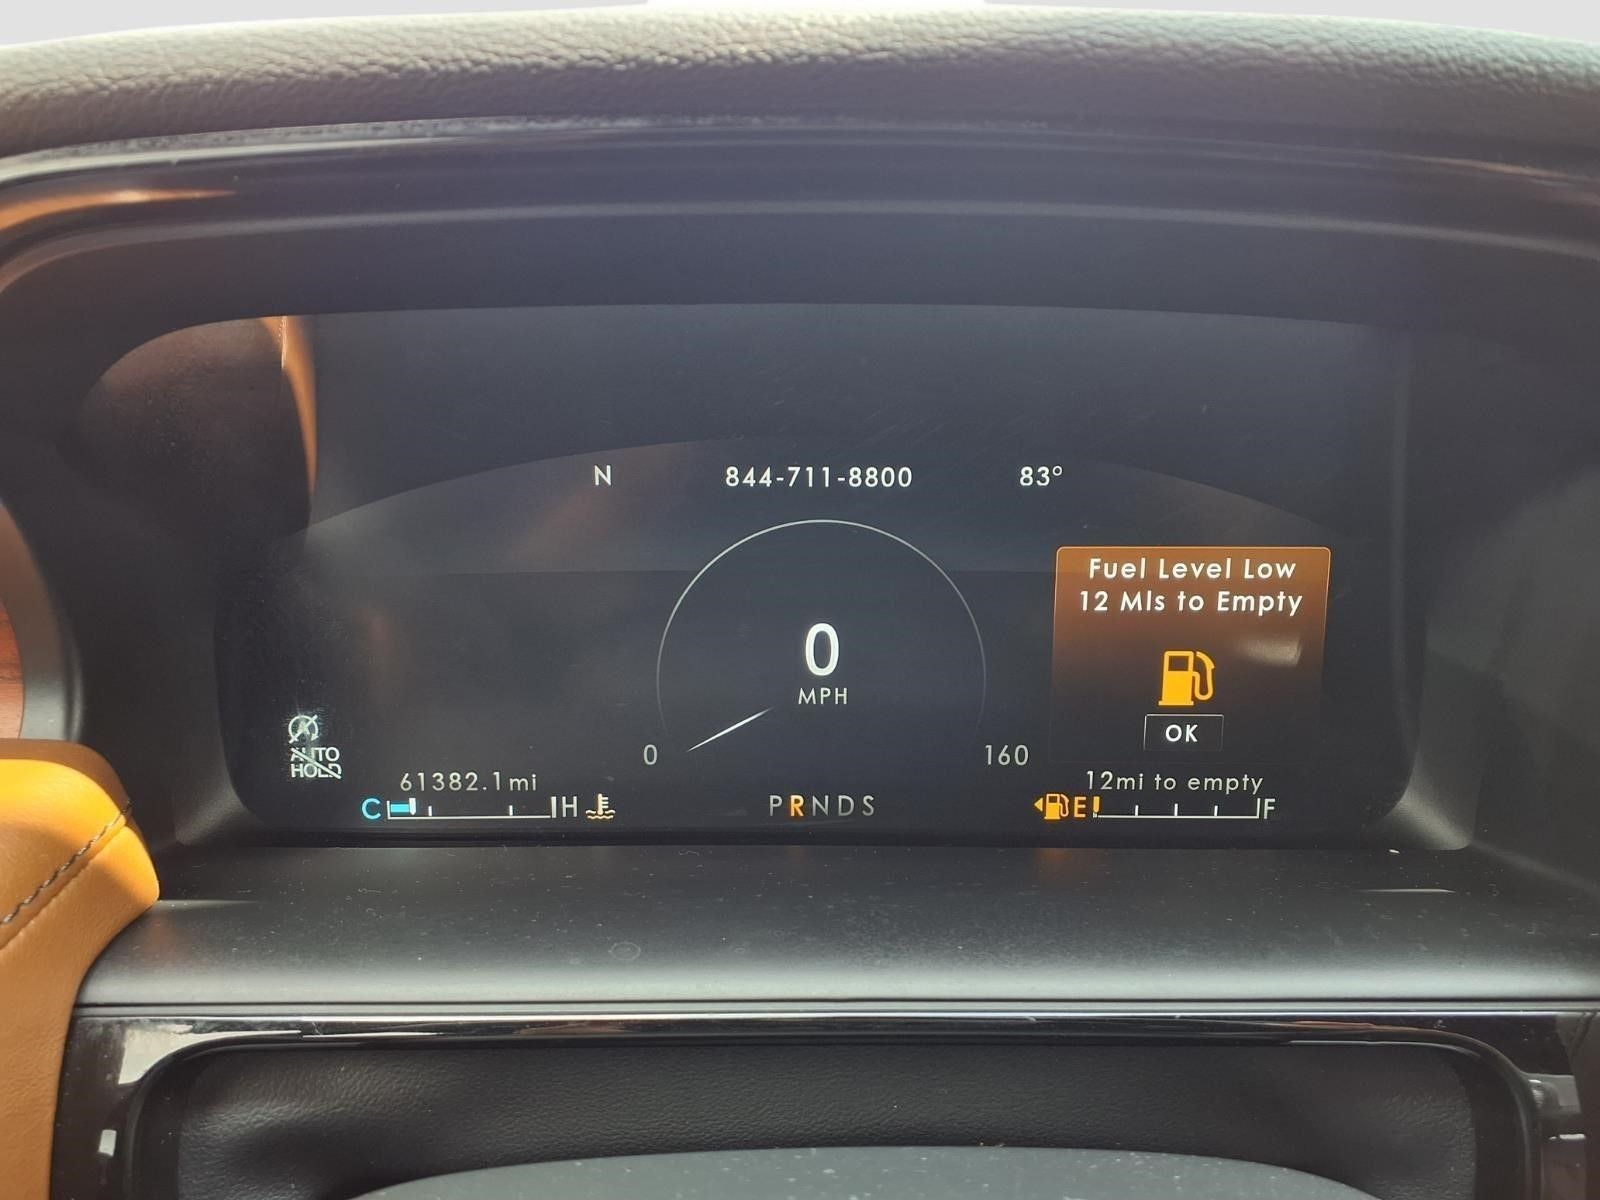 N 844-711-8800 83°
Fuel Level Low
12 Mls to Empty
0
MPH
OK
0 160
A
AUTO
HOLD
61382.1mi
12mi to empty
C H PRNDS E F